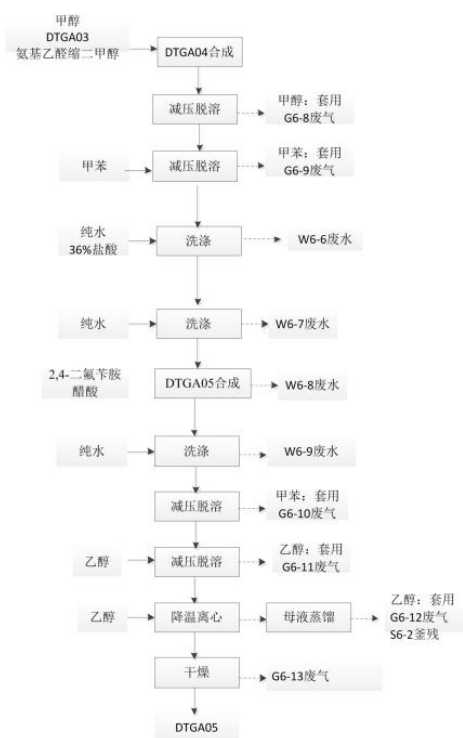 甲醇
DTGA03
氨基乙醛缩二甲醇
DTGA04合成
减压脱溶
甲醇：套用
G6-8废气
甲苯
减压脱溶
甲苯：套用
G6-9废气
纯水
36%盐酸
洗涤
W6-6废水
纯水
洗涤
W6-7废水
2,4-二氟苄胺
醋酸
DTGA05合成
W6-8废水
纯水
洗涤
W6-9废水
减压脱溶
甲苯：套用
G6-10废气
乙醇
减压脱溶
乙醇：套用
G6-11废气
乙醇
降温离心
母液蒸馏
乙醇：套用
G6-12废气
S6-2釜残
干燥
G6-13废气
DTGA05